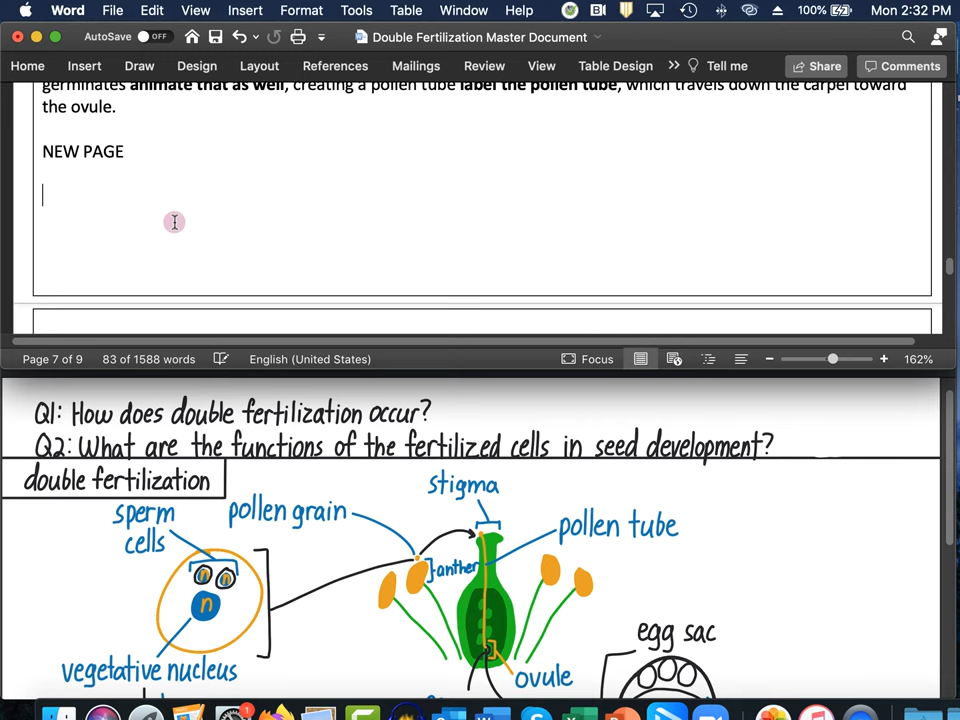 Word File Edit View Insert Format Tools Table Window Help 100% Mon 2:32 PM
AutoSave OFF Double Fertilization Master Document
Home Insert Draw Design Layout References Mailings Review View Table Design >> Tell me Share Comments
germinates animate that as well, creating a pollen tube label the pollen tube, which travels down the carpel toward
the ovule.
NEW PAGE
Page 7 of 9 83 of 1588 words English (United States) Focus 162%
Q1: How does double fertilization occur?
Q2: What are the functions of the fertilized cells in seed development?
double fertilization
stigma
sperm
cells
pollen grain
pollen tube
anther
n
n
n
egg sac
vegetative nucleus
ovule